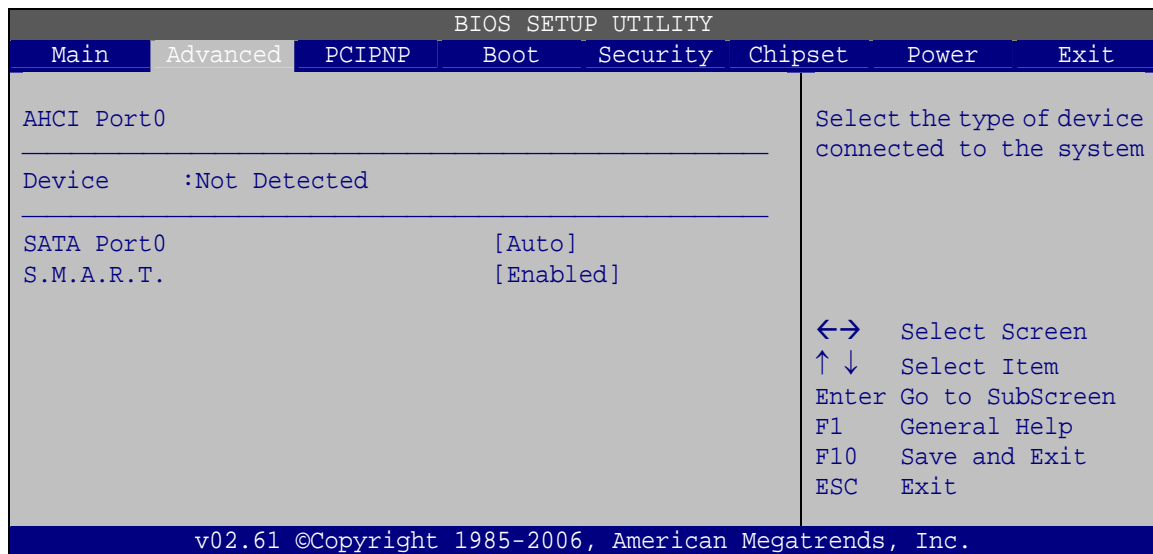 BIOS SETUP UTILITY
Main Advanced PCIPNP Boot Security Chipset Power Exit
AHCI Port0
Device :Not Detected
SATA Port0 [Auto]
S.M.A.R.T. [Enabled]
Select the type of device
connected to the system
←→ Select Screen
↑ ↓ Select Item
Enter Go to SubScreen
F1 General Help
F10 Save and Exit
ESC Exit
v02.61 ©Copyright 1985-2006, American Megatrends, Inc.